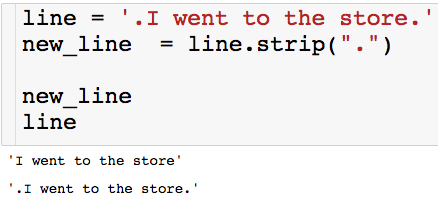 line = '.I went to the store.'
new_line  = line.strip(".")
new_line
line
'I went to the store'
'.I went to the store.'